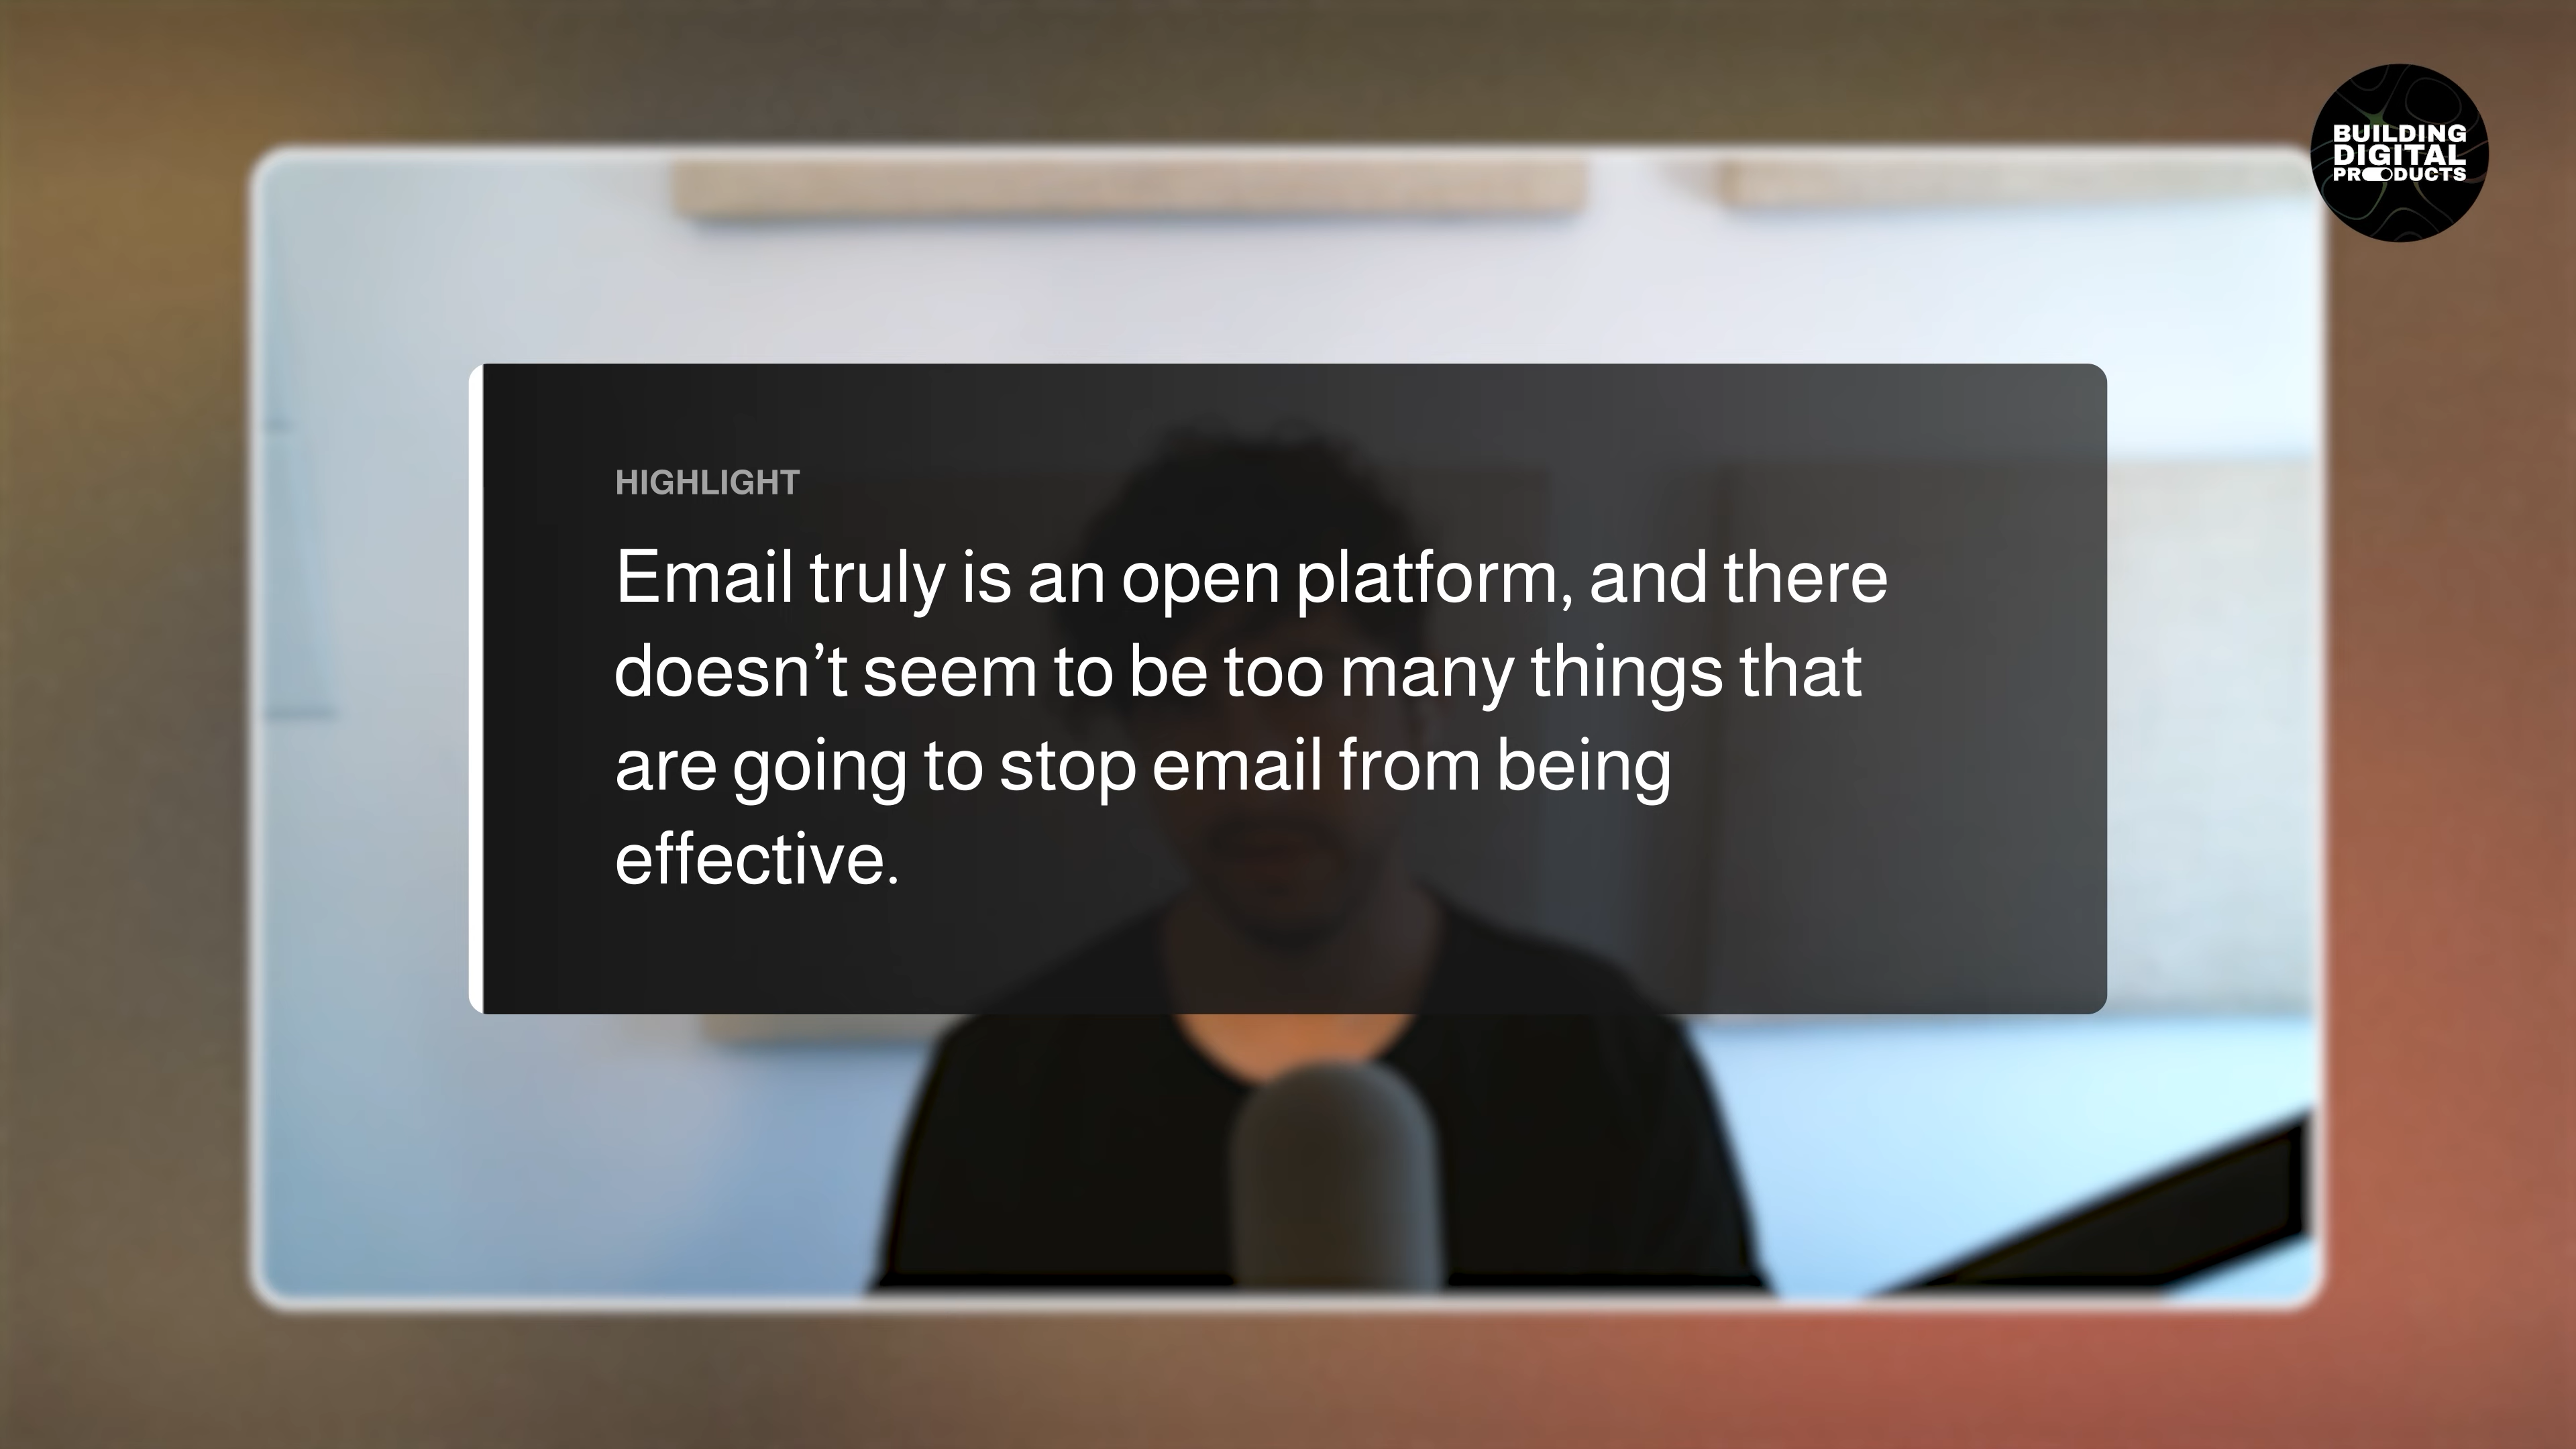 BUILDING
DIGITAL
PRODUCTS
HIGHLIGHT
Email truly is an open platform, and there
doesn’t seem to be too many things that
are going to stop email from being
effective.